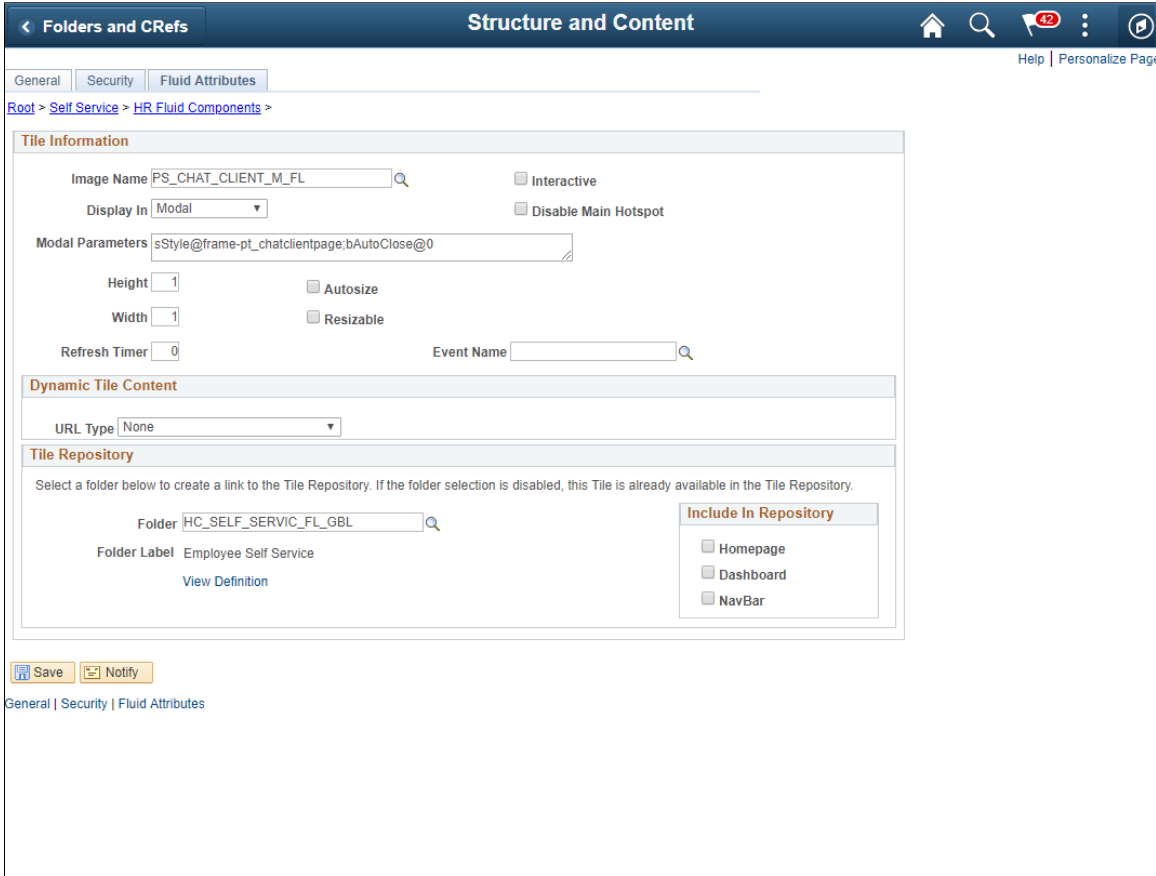 Folders and CRefs Structure and Content 42
Help | Personalize Page
General Security Fluid Attributes
Root > Self Service > HR Fluid Components >
Tile Information
Image Name PS_CHAT_CLIENT_M_FL Interactive
Display In Modal Disable Main Hotspot
Modal Parameters sStyle@frame-pt_chatclientpage;bAutoClose@0
Height 1 Autosize
Width 1 Resizable
Refresh Timer 0 Event Name
Dynamic Tile Content
URL Type None
Tile Repository
Select a folder below to create a link to the Tile Repository. If the folder selection is disabled, this Tile is already available in the Tile Repository.
Folder HC_SELF_SERVIC_FL_GBL
Folder Label Employee Self Service
View Definition
Include In Repository
Homepage
Dashboard
NavBar
Save Notify
General | Security | Fluid Attributes